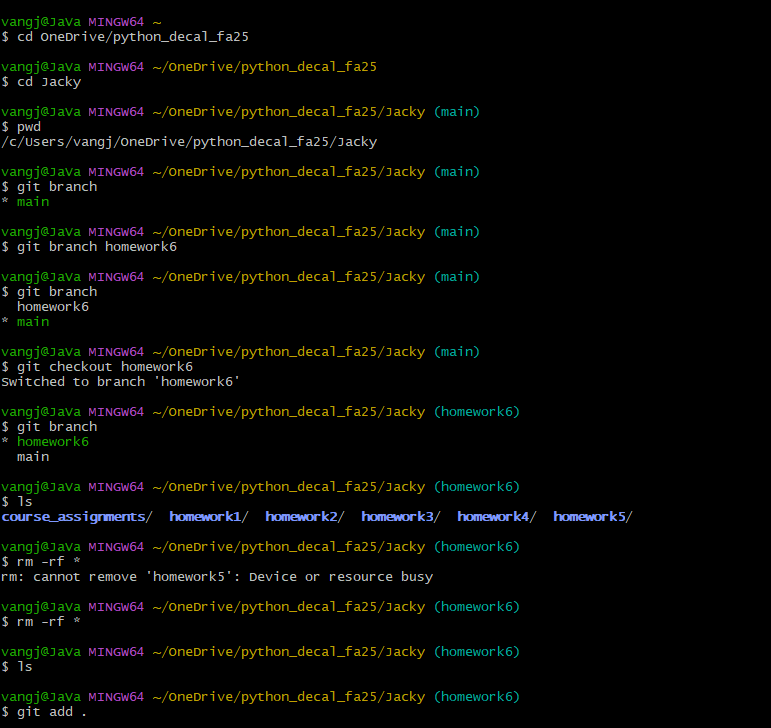 vangj@JaVa MINGW64 ~
$ cd OneDrive/python_decal_fa25
vangj@JaVa MINGW64 ~/OneDrive/python_decal_fa25
$ cd Jacky
vangj@JaVa MINGW64 ~/OneDrive/python_decal_fa25/Jacky (main)
$ pwd
/c/Users/vangj/OneDrive/python_decal_fa25/Jacky
vangj@JaVa MINGW64 ~/OneDrive/python_decal_fa25/Jacky (main)
$ git branch
* main
vangj@JaVa MINGW64 ~/OneDrive/python_decal_fa25/Jacky (main)
$ git branch homework6
vangj@JaVa MINGW64 ~/OneDrive/python_decal_fa25/Jacky (main)
$ git branch
  homework6
* main
vangj@JaVa MINGW64 ~/OneDrive/python_decal_fa25/Jacky (main)
$ git checkout homework6
Switched to branch 'homework6'
vangj@JaVa MINGW64 ~/OneDrive/python_decal_fa25/Jacky (homework6)
$ git branch
* homework6
  main
vangj@JaVa MINGW64 ~/OneDrive/python_decal_fa25/Jacky (homework6)
$ ls
course_assignments/  homework1/  homework2/  homework3/  homework4/  homework5/
vangj@JaVa MINGW64 ~/OneDrive/python_decal_fa25/Jacky (homework6)
$ rm -rf *
rm: cannot remove 'homework5': Device or resource busy
vangj@JaVa MINGW64 ~/OneDrive/python_decal_fa25/Jacky (homework6)
$ rm -rf *
vangj@JaVa MINGW64 ~/OneDrive/python_decal_fa25/Jacky (homework6)
$ ls
vangj@JaVa MINGW64 ~/OneDrive/python_decal_fa25/Jacky (homework6)
$ git add .